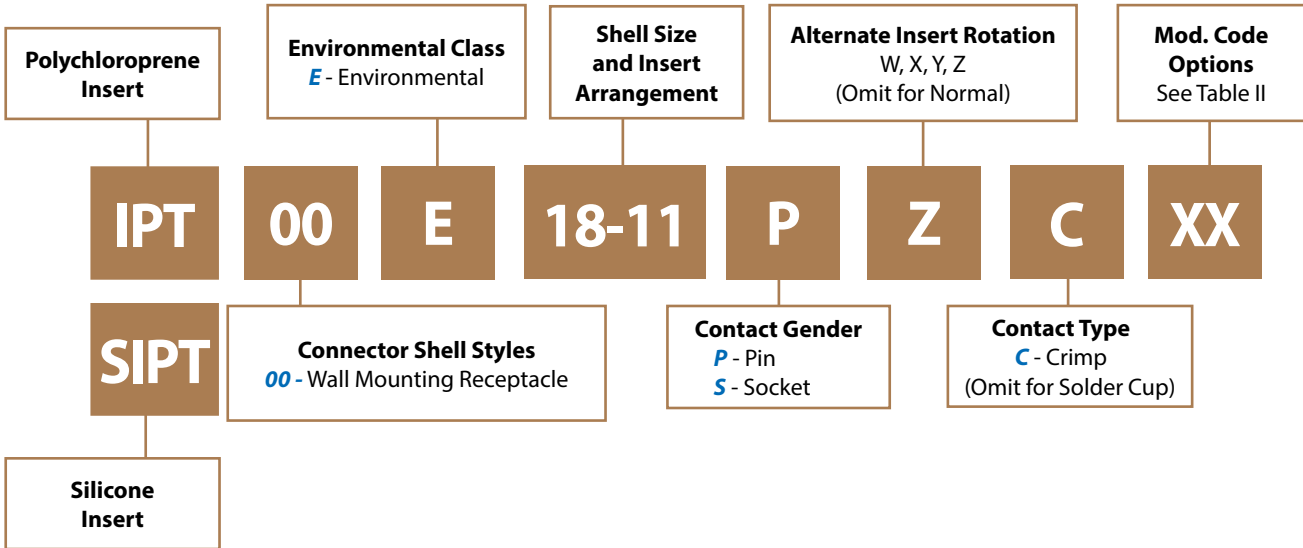 Polychloroprene
Insert
Environmental Class
E - Environmental
Shell Size
and Insert
Arrangement
Alternate Insert Rotation
W, X, Y, Z
(Omit for Normal)
Mod. Code
Options
See Table II
IPT
00
E
18-11
P
Z
C
XX
SIPT
Connector Shell Styles
00 - Wall Mounting Receptacle
Contact Gender
P - Pin
S - Socket
Contact Type
C - Crimp
(Omit for Solder Cup)
Silicone
Insert